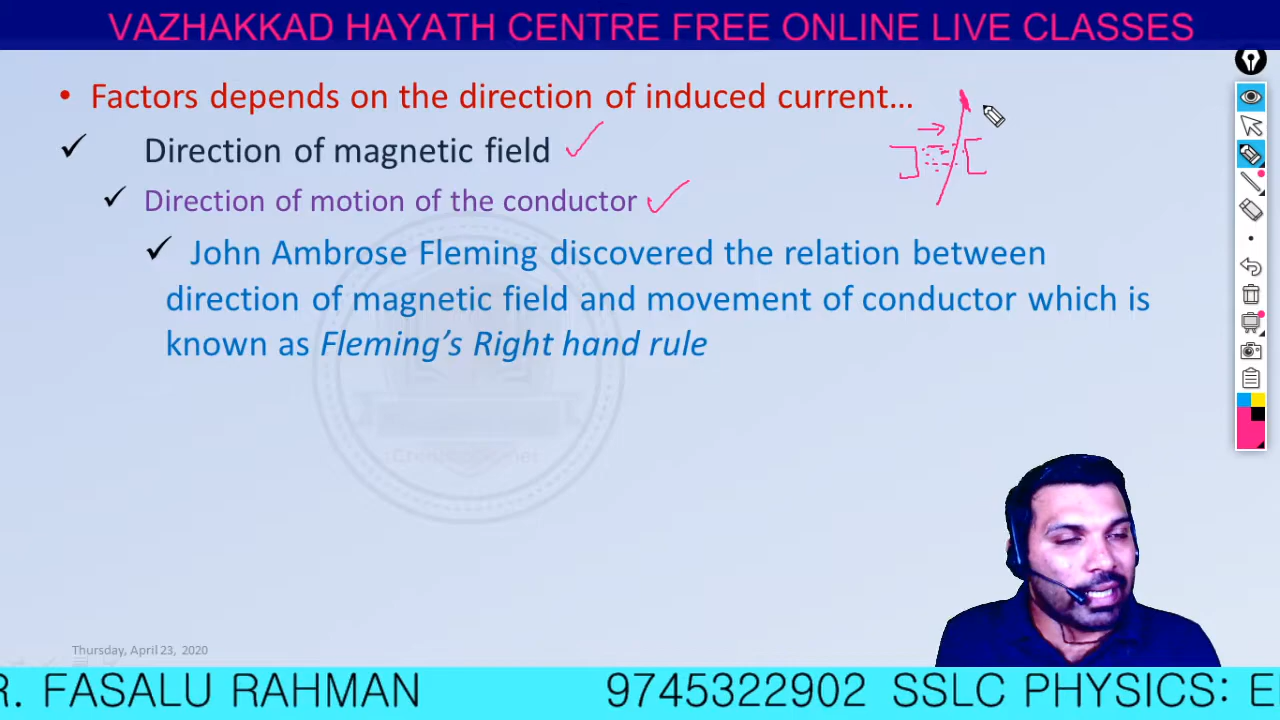 VAZHAKKAD HAYATH CENTRE FREE ONLINE LIVE CLASSES
• Factors depends on the direction of induced current...
✓ Direction of magnetic field
✓ Direction of motion of the conductor
✓ John Ambrose Fleming discovered the relation between
direction of magnetic field and movement of conductor which is
known as Fleming's Right hand rule
Thursday, April 23, 2020
R. FASALU RAHMAN 9745322902 SSLC PHYSICS: E